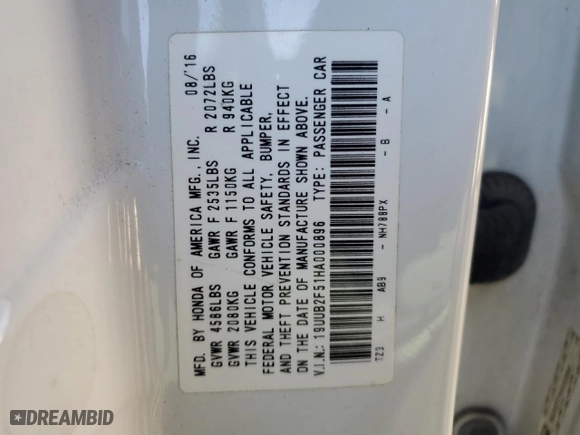 MFD. BY HONDA OF AMERICA MFG., INC. 08/'16
GVWR 4586LBS GAWR F 2535LBS R 2072LBS
GVWR 2080KG GAWR F 1150KG R 940KG
THIS VEHICLE CONFORMS TO ALL APPLICABLE
FEDERAL MOTOR VEHICLE SAFETY, BUMPER,
AND THEFT PREVENTION STANDARDS IN EFFECT
ON THE DATE OF MANUFACTURE SHOWN ABOVE.
V.I.N.: 19UUB2F51HA000896 TYPE: PASSENGER CAR
TZ3 H AB9 - NH788PX - B - A
DREAMBID